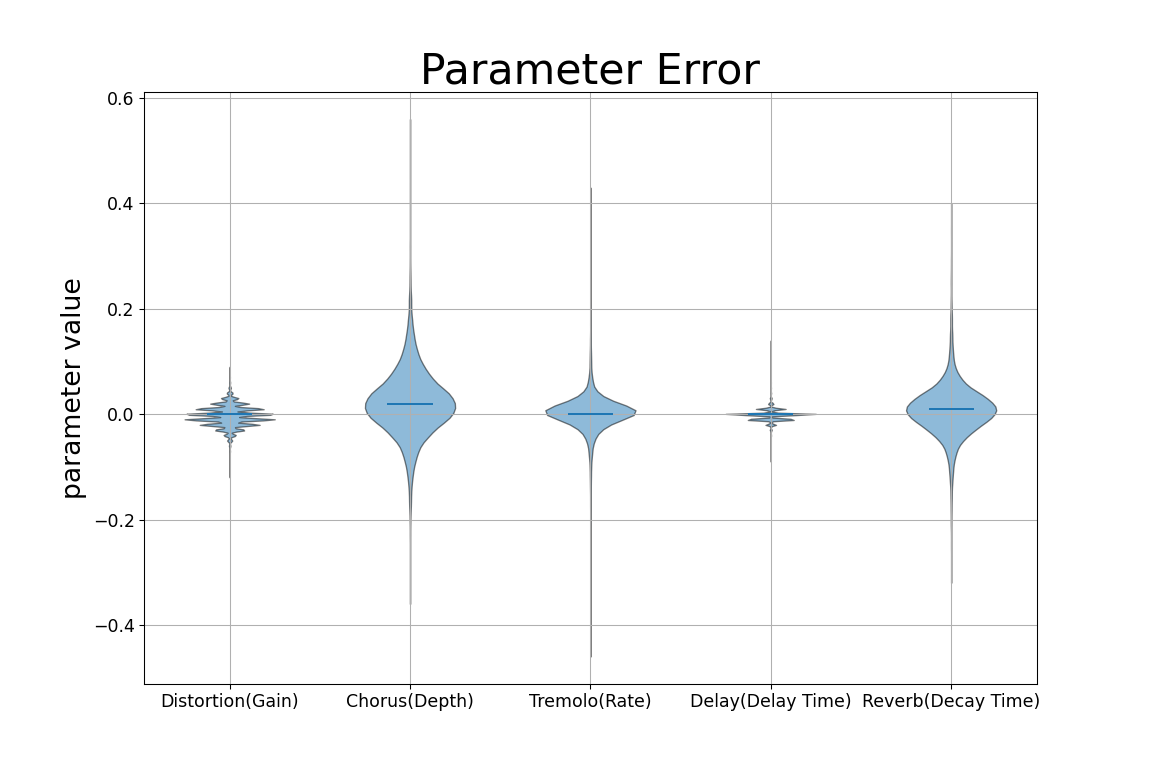 Parameter Error
parameter value
0.6
0.4
0.2
0.0
−0.2
−0.4
Distortion(Gain) Chorus(Depth) Tremolo(Rate) Delay(Delay Time) Reverb(Decay Time)